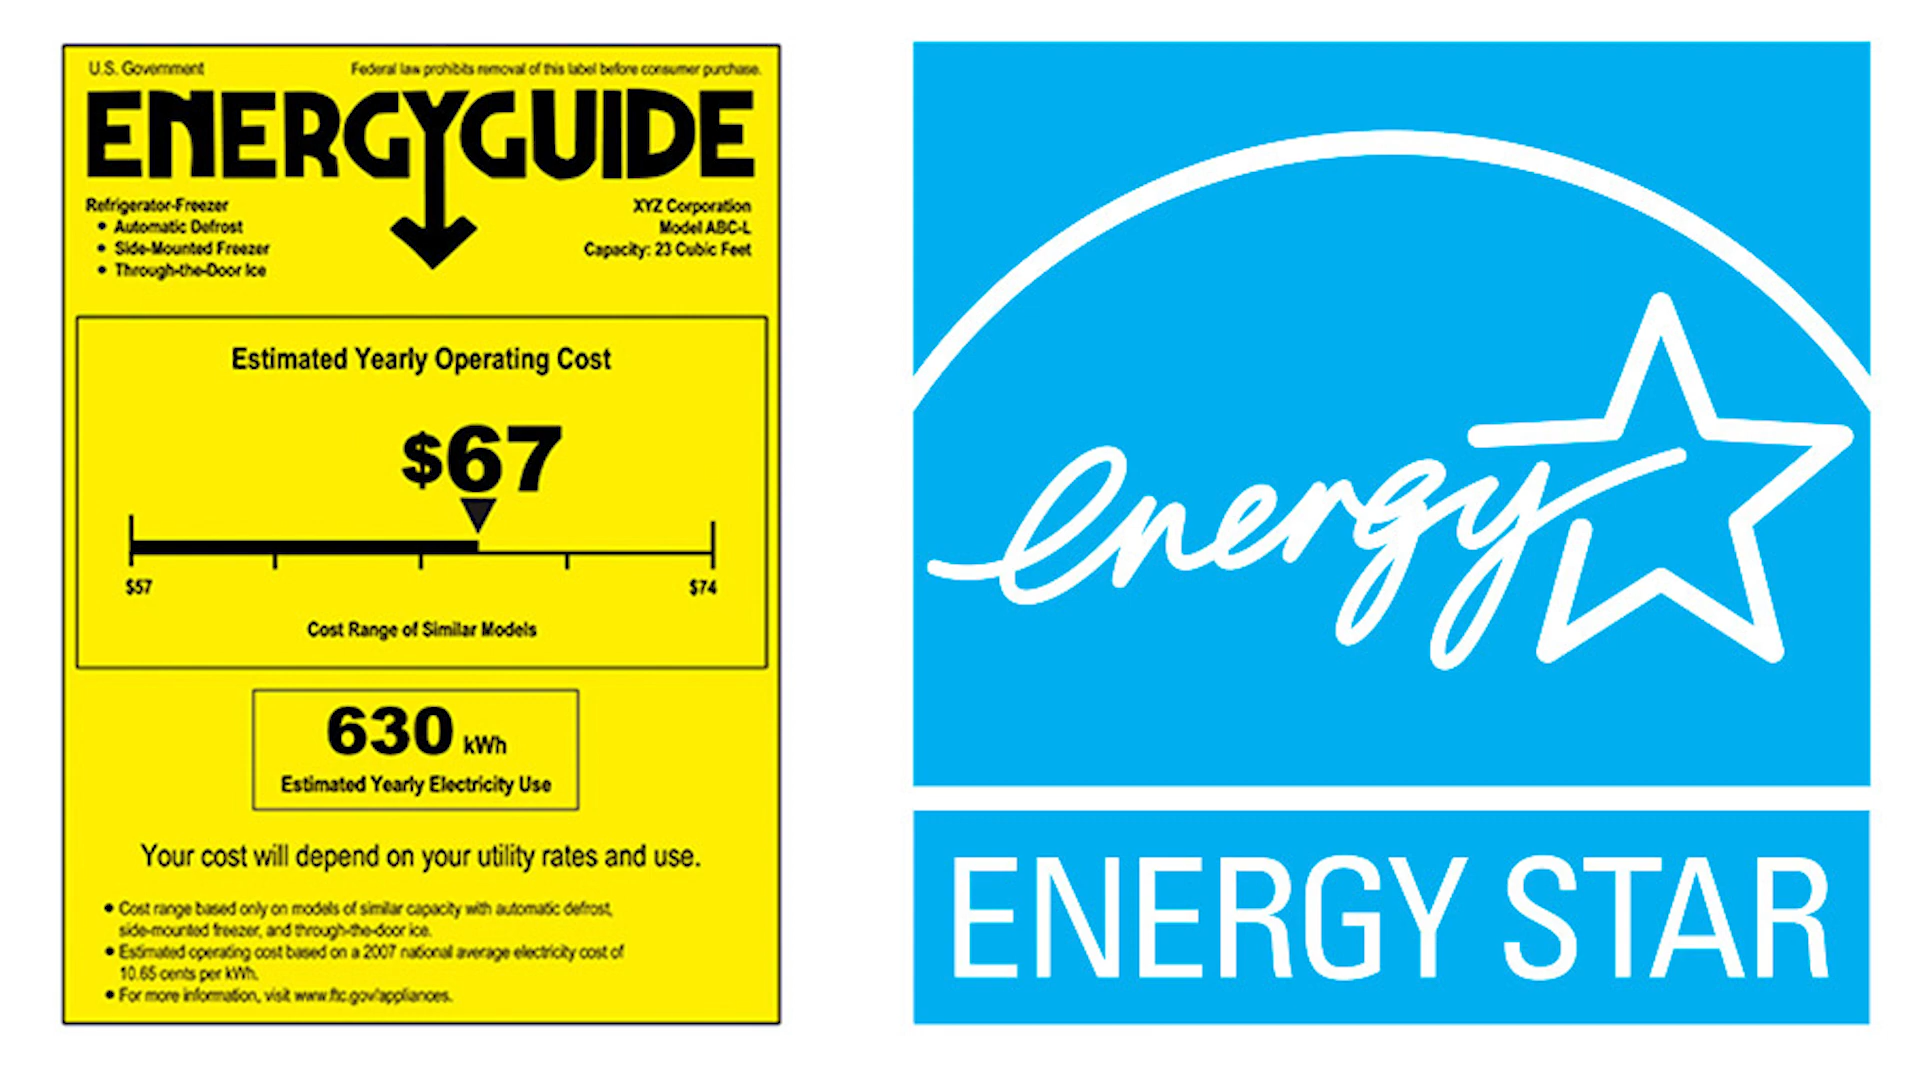 U.S. Government Federal law prohibits removal of this label before consumer purchase.
ENERGYGUIDE
Refrigerator-Freezer
• Automatic Defrost
• Side-Mounted Freezer
• Through-the-Door Ice
XYZ Corporation
Model ABC-L
Capacity: 23 Cubic Feet
Estimated Yearly Operating Cost
$67
$57 $74
Cost Range of Similar Models
630 kWh
Estimated Yearly Electricity Use
Your cost will depend on your utility rates and use.
• Cost range based only on models of similar capacity with automatic defrost,
side-mounted freezer, and through-the-door ice.
• Estimated operating cost based on a 2007 national average electricity cost of
10.65 cents per kWh.
• For more information, visit www.ftc.gov/appliances.
energy
ENERGY STAR